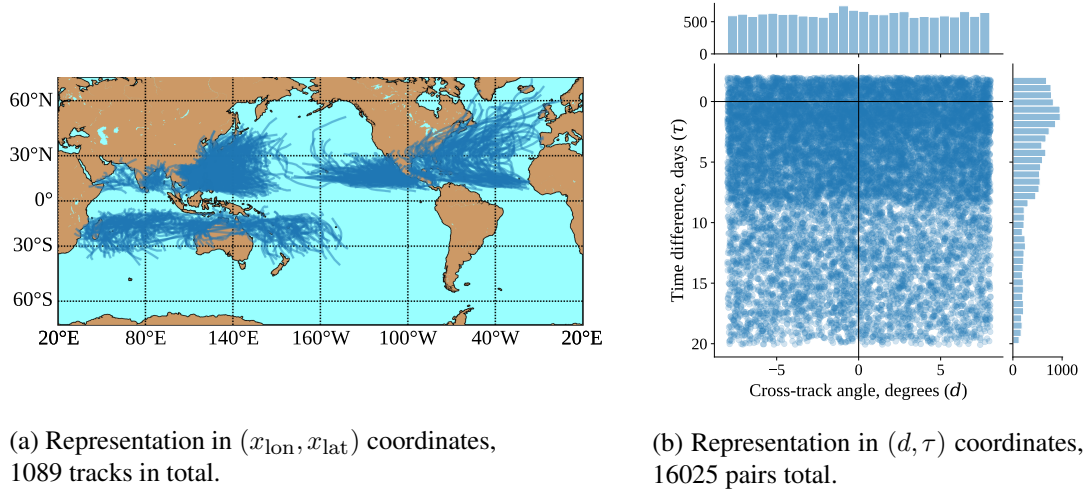 60°N
30°N
0°
30°S
60°S
20°E 80°E 140°E 160°W 100°W 40°W 20°E
(a) Representation in (x_lon, x_lat) coordinates,
1089 tracks in total.
500
0
0
5
10
15
20
Time difference, days (τ)
−5 0 5
Cross-track angle, degrees (d)
0 1000
(b) Representation in (d, τ) coordinates,
16025 pairs total.